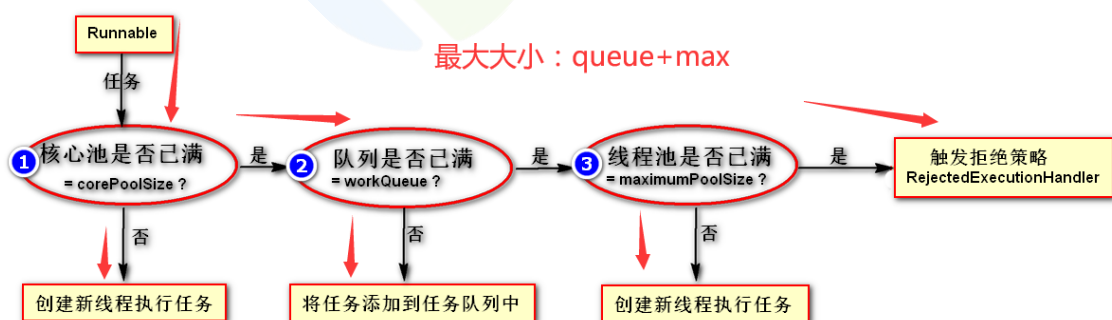 Runnable
最大大小：queue+max
任务
1
核心池是否已满
= corePoolSize ?
是
2
队列是否已满
= workQueue ?
是
3
线程池是否已满
= maximumPoolSize ?
是
触发拒绝策略
RejectedExecutionHandler
否
否
否
创建新线程执行任务
将任务添加到任务队列中
创建新线程执行任务